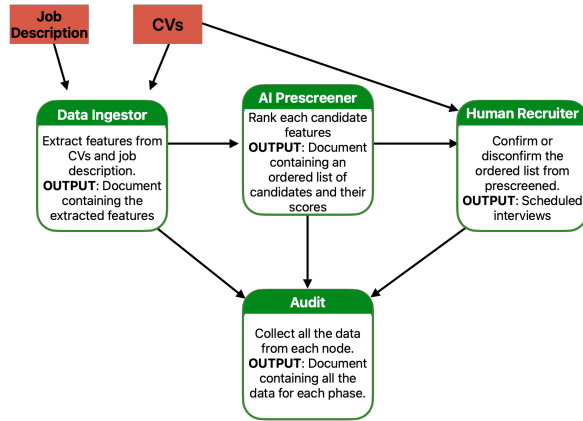 Job
Description
CVs
Data Ingestor
Extract features from
CVs and job
description.
OUTPUT: Document
containing the
extracted features
AI Prescreener
Rank each candidate
features
OUTPUT: Document
containing an
ordered list of
candidates and their
scores
Human Recruiter
Confirm or
disconfirm the
ordered list from
prescreened.
OUTPUT: Scheduled
interviews
Audit
Collect all the data
from each node.
OUTPUT: Document
containing all the
data for each phase.